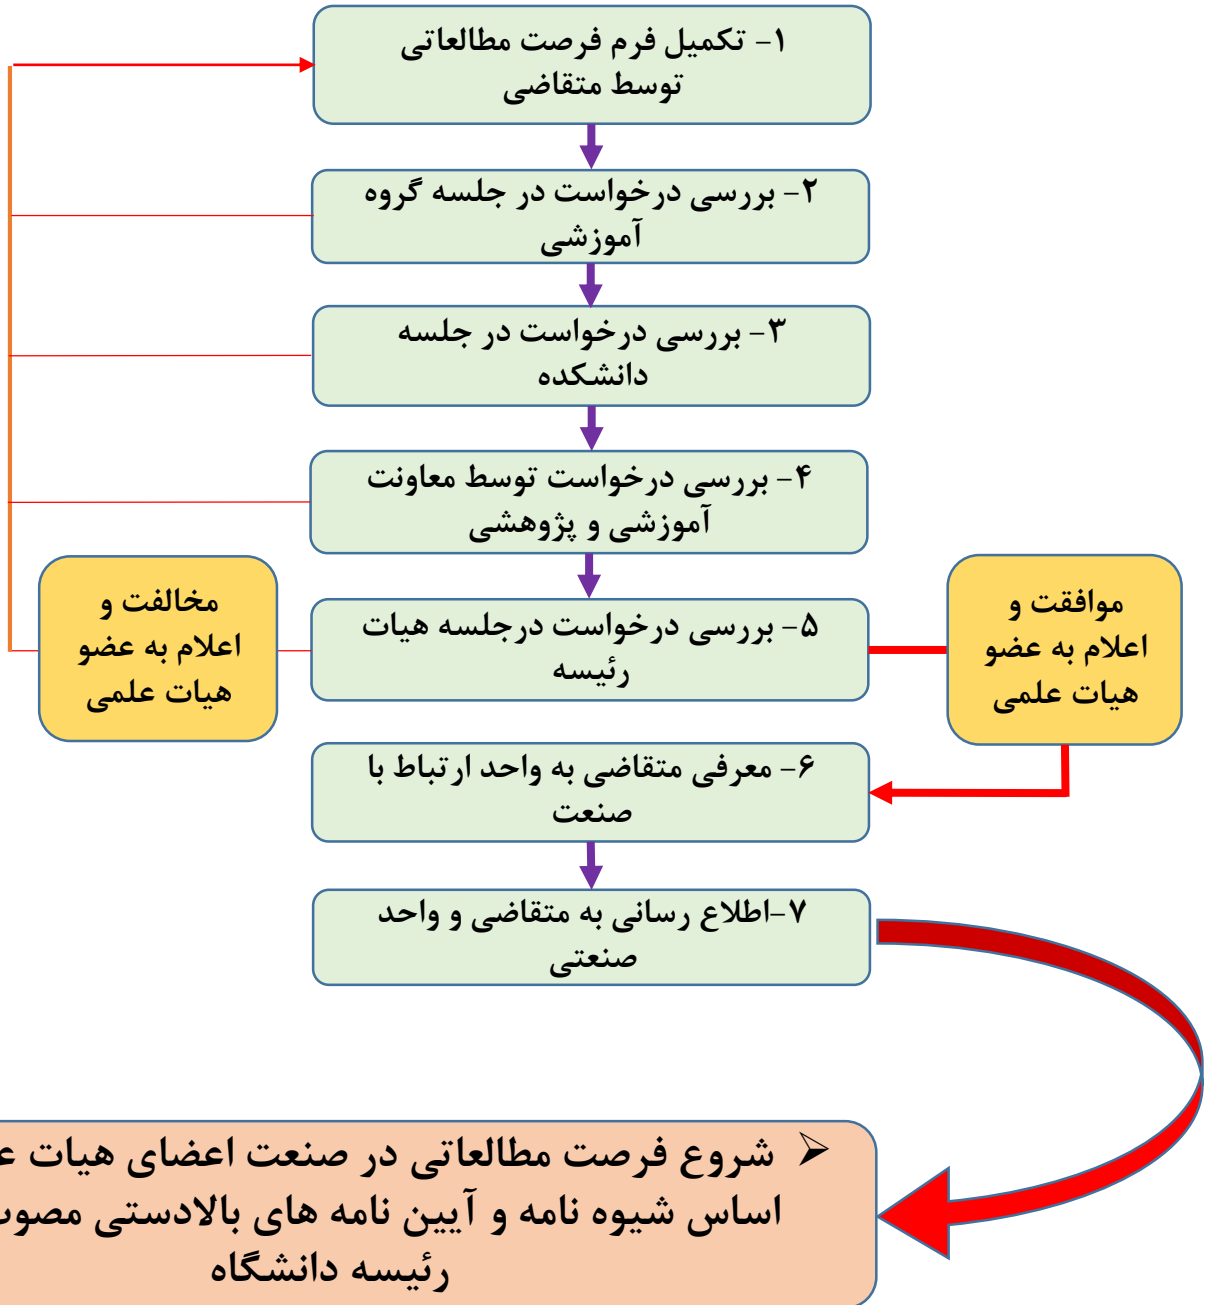 ۱- تکمیل فرم فرصت مطالعاتی
توسط متقاضی
۲- بررسی درخواست در جلسه گروه
آموزشی
۳- بررسی درخواست در جلسه
دانشکده
۴- بررسی درخواست توسط معاونت
آموزشی و پژوهشی
مخالفت و
اعلام به عضو
هیات علمی
۵- بررسی درخواست درجلسه هیات
رئیسه
موافقت و
اعلام به عضو
هیات علمی
۶- معرفی متقاضی به واحد ارتباط با
صنعت
۷-اطلاع رسانی به متقاضی و واحد
صنعتی
شروع فرصت مطالعاتی در صنعت اعضای هیات
اساس شیوه نامه و آیین نامه های بالادستی
رئیسه دانشگاه